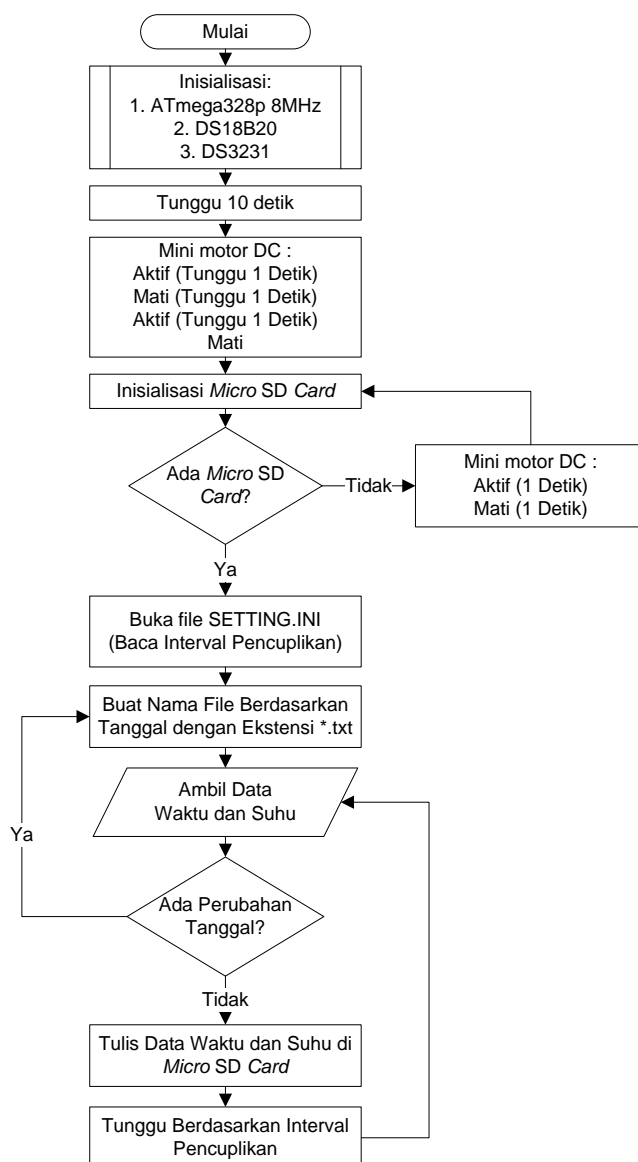 Mulai
Inisialisasi:
1. ATmega328p 8MHz
2. DS18B20
3. DS3231
Tunggu 10 detik
Mini motor DC :
Aktif (Tunggu 1 Detik)
Mati (Tunggu 1 Detik)
Aktif (Tunggu 1 Detik)
Mati
Inisialisasi Micro SD Card
Ada Micro SD
Card?
Tidak
Mini motor DC :
Aktif (1 Detik)
Mati (1 Detik)
Ya
Buka file SETTING.INI
(Baca Interval Pencuplikan)
Buat Nama File Berdasarkan
Tanggal dengan Ekstensi *.txt
Ambil Data
Waktu dan Suhu
Ya
Ada Perubahan
Tanggal?
Tidak
Tulis Data Waktu dan Suhu di
Micro SD Card
Tunggu Berdasarkan Interval
Pencuplikan